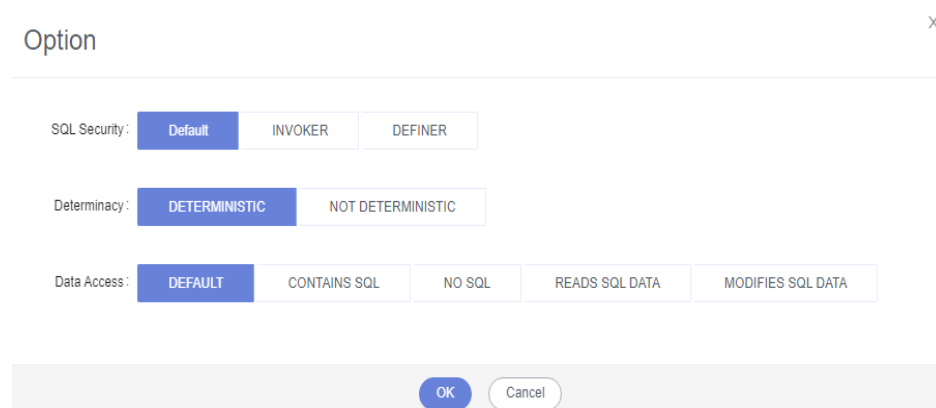 Option
X
SQL Security: Default INVOKER DEFINER
Determinacy: DETERMINISTIC NOT DETERMINISTIC
Data Access: DEFAULT CONTAINS SQL NO SQL READS SQL DATA MODIFIES SQL DATA
OK Cancel